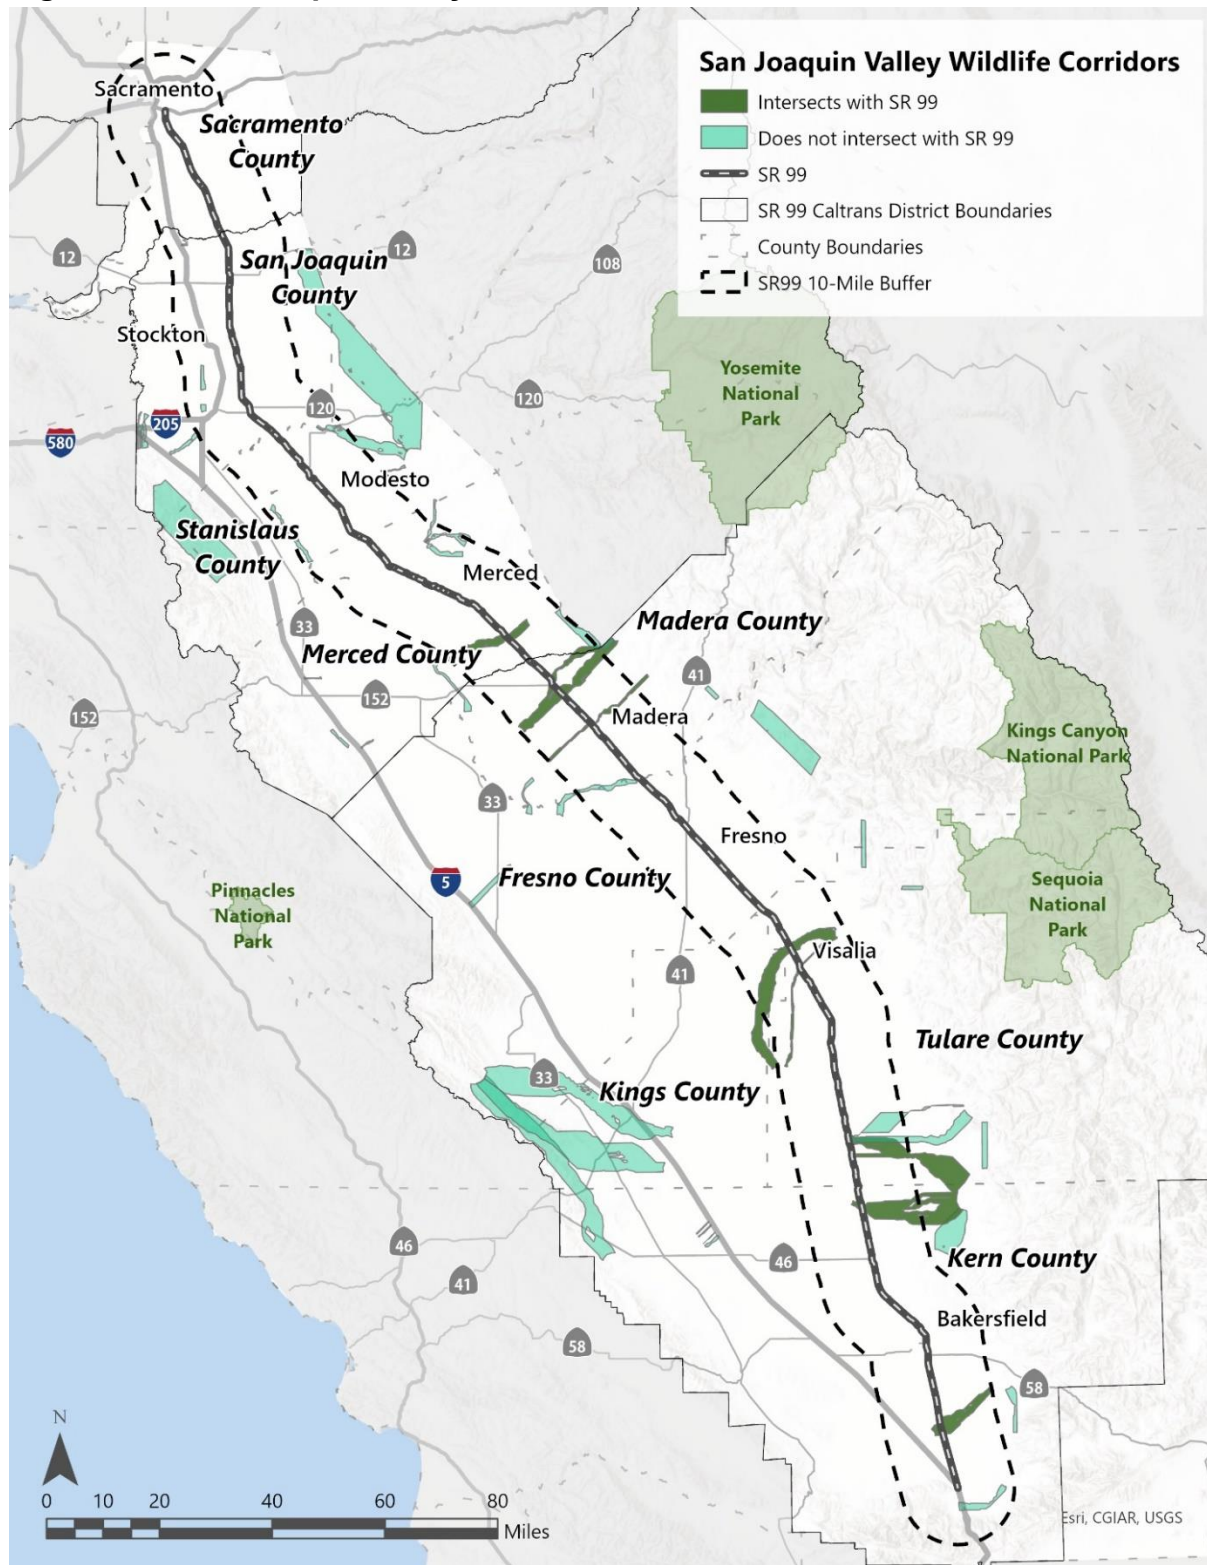 San Joaquin Valley Wildlife Corridors
Intersects with SR 99
Does not intersect with SR 99
SR 99
SR 99 Caltrans District Boundaries
County Boundaries
SR99 10-Mile Buffer
Sacramento
Sacramento
County
12
San Joaquin
County
12
108
Stockton
Yosemite
National
Park
120
120
205
580
Modesto
Stanislaus
County
Merced
33
Merced County
Madera County
41
152
152
Madera
Kings Canyon
National Park
33
Fresno
5
Fresno County
Pinnacles
National
Park
Sequoia
National
Park
Visalia
41
Tulare County
33
Kings County
46
46
Kern County
41
Bakersfield
58
58
N
0 10 20 40 60 80
Miles
Esri, CGIAR, USGS